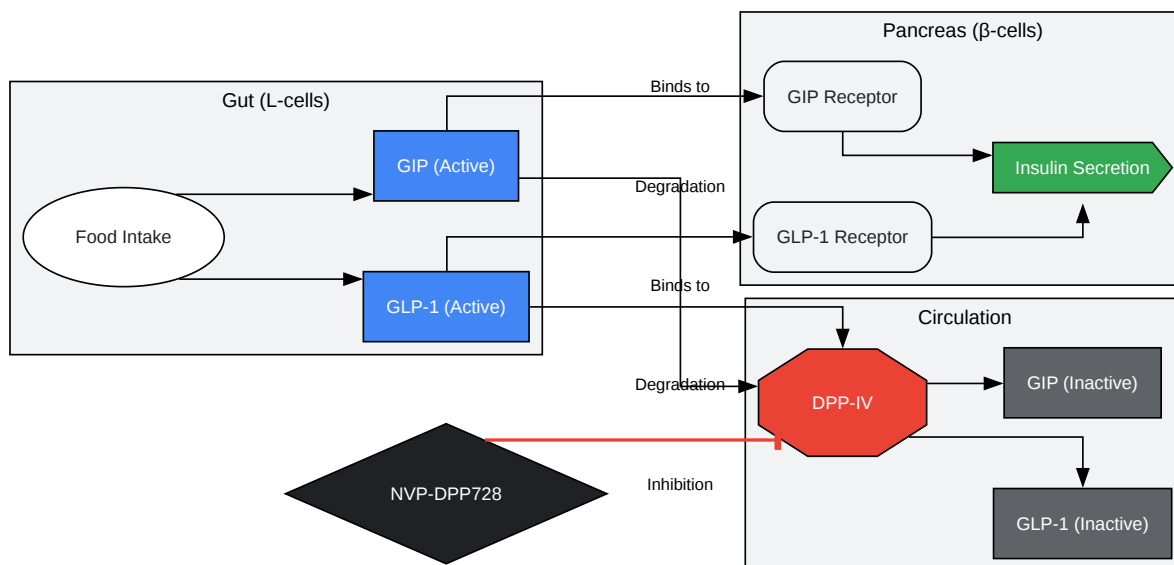 Pancreas (β-cells)
Gut (L-cells)
Binds to
GIP Receptor
GIP (Active)
Insulin Secretion
Degradation
Food Intake
GLP-1 Receptor
GLP-1 (Active)
Binds to
Circulation
Degradation
DPP-IV
GIP (Inactive)
NVP-DPP728
Inhibition
GLP-1 (Inactive)